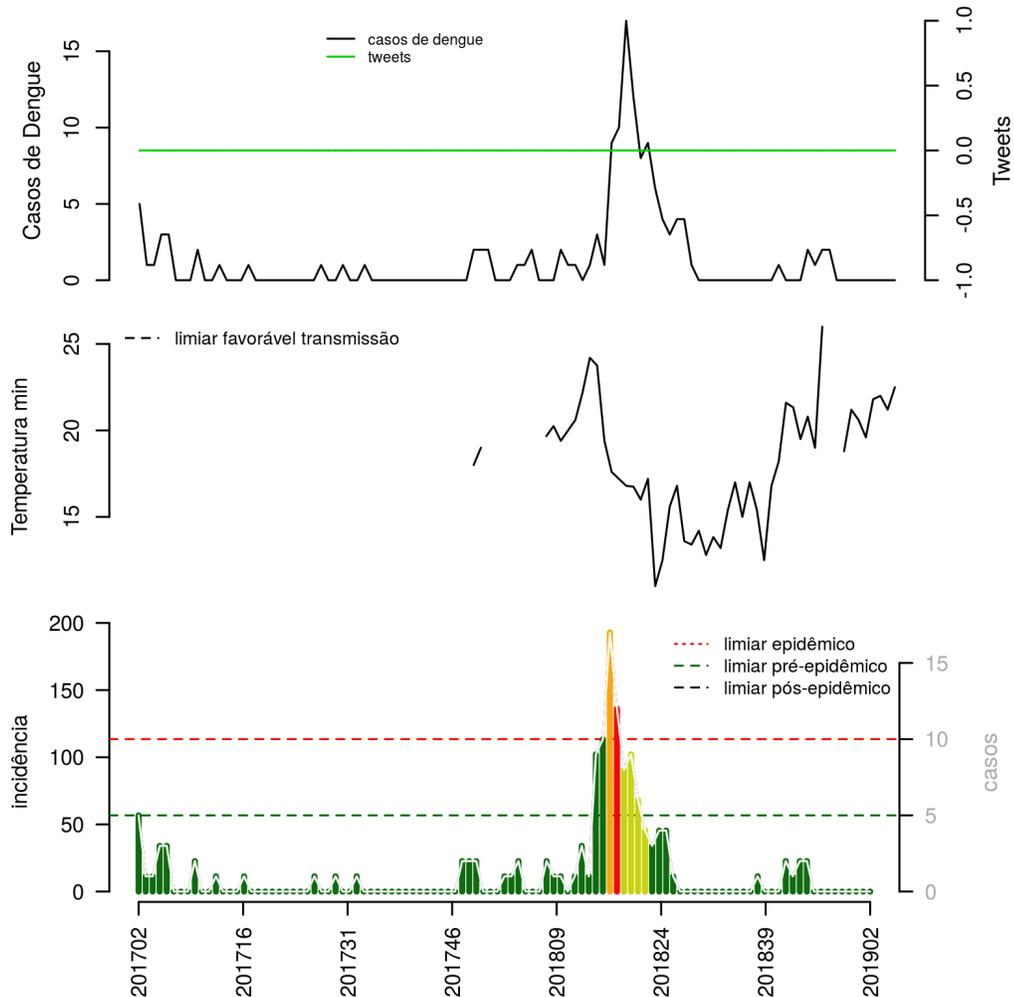 casos de dengue
tweets
Casos de Dengue
0
5
10
15
Tweets
-1.0
-0.5
0.0
0.5
1.0
limiar favorável transmissão
Temperatura min
15
20
25
limiar epidêmico
limiar pré-epidêmico
limiar pós-epidêmico
incidência
0
50
100
150
200
casos
0
5
10
15
201702
201716
201731
201746
201809
201824
201839
201902